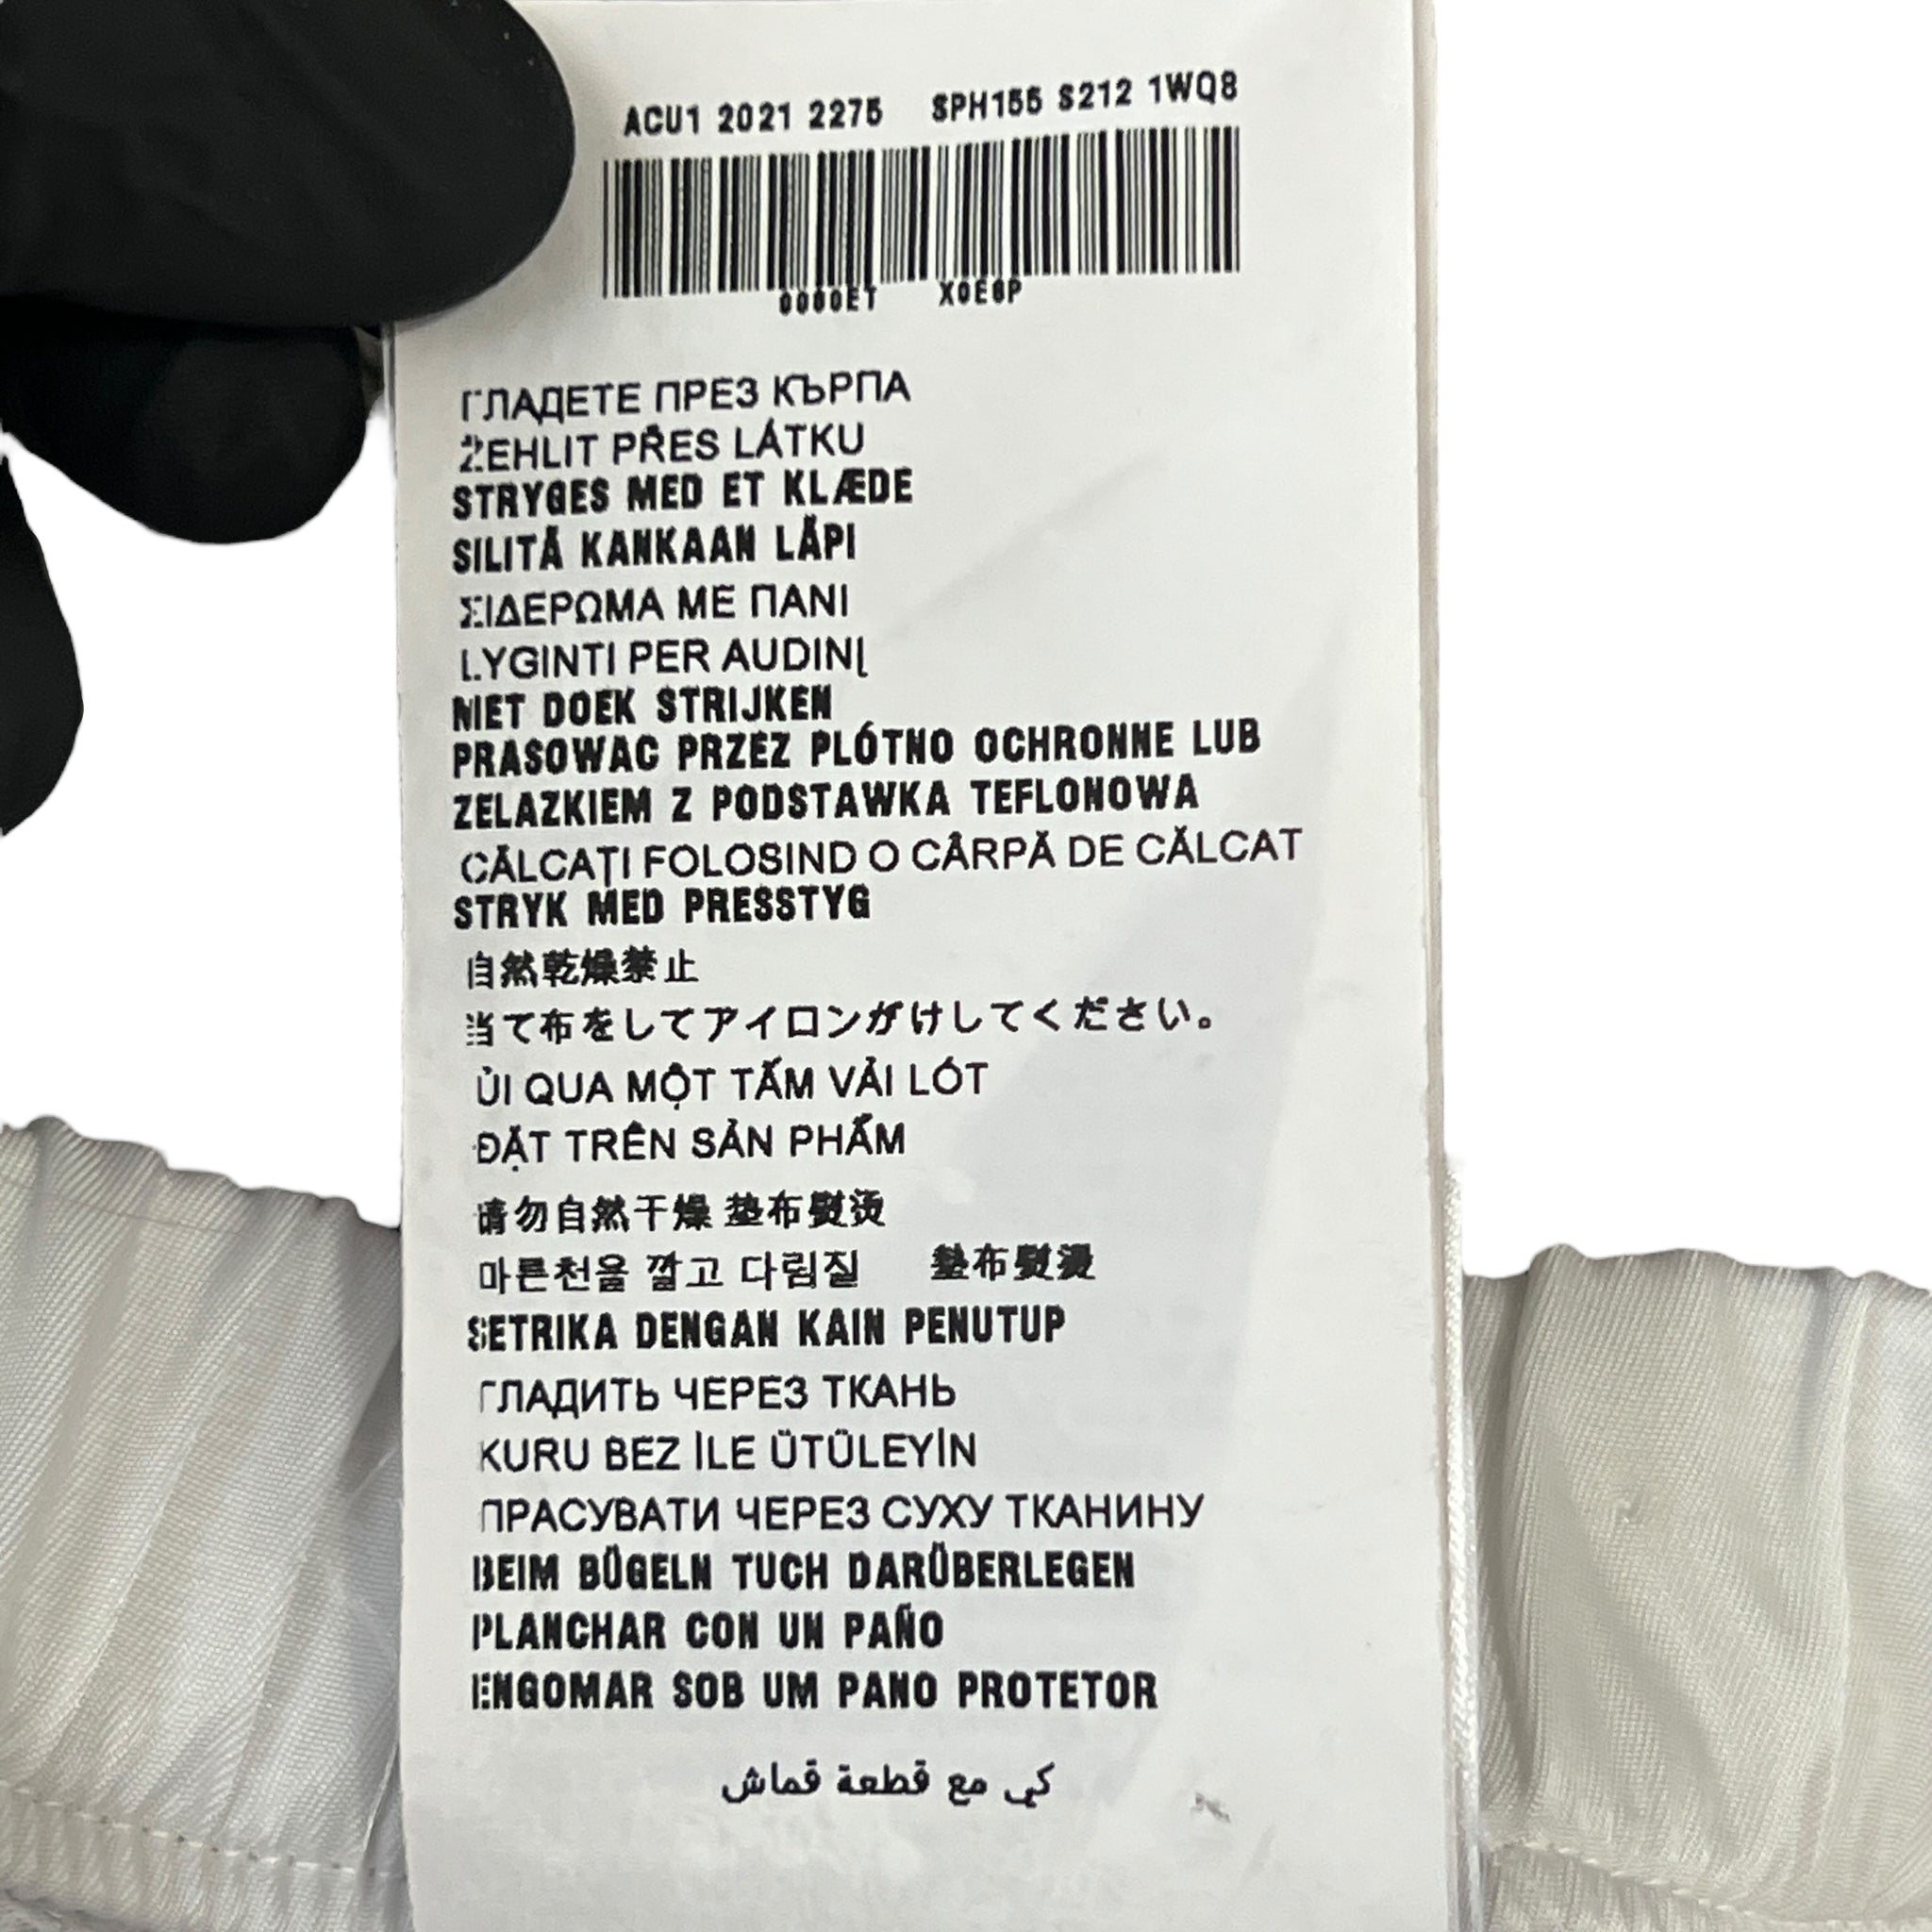 ACU1 2021 2275 SPH155 S212 1WQ8
X0E6P
ГЛАДЕТЕ ПРЕЗ КЪРПА
ŽEHLIT PŘES LÁTKU
STRYGES MED ET KLÆDE
SILITÄ KANKAAN LÄPI
ΣΙΔΕΡΩΜΑ ΜΕ ΠΑΝΙ
LYGINTI PER AUDINĮ
MET DOEK STRIJKEN
PRASOWAC PRZEZ PLÓTNO OCHRONNE LUB
ZELAZKIEM Z PODSTAWKA TEFLONOWA
CĂLCAȚI FOLOSIND O CÂRPĂ DE CĂLCAT
STRYK MED PRESSTYG
自然乾燥禁止
当て布をしてアイロンがけしてください。
ỦI QUA MỘT TẤM VẢI LÓT
ĐẶT TRÊN SẢN PHẨM
请勿自然干燥 垫布熨烫
마른천을 깔고 다림질 墊布熨燙
SETRIKA DENGAN KAIN PENUTUP
ГЛАДИТЬ ЧЕРЕЗ ТКАНЬ
KURU BEZ İLE ÜTÜLEYİN
ПРАСУВАТИ ЧЕРЕЗ СУХУ ТКАНИНУ
BEIM BÜGELN TUCH DARÜBERLEGEN
PLANCHAR CON UN PAÑO
ENGOMAR SOB UM PANO PROTETOR
كي مع قطعة قماش